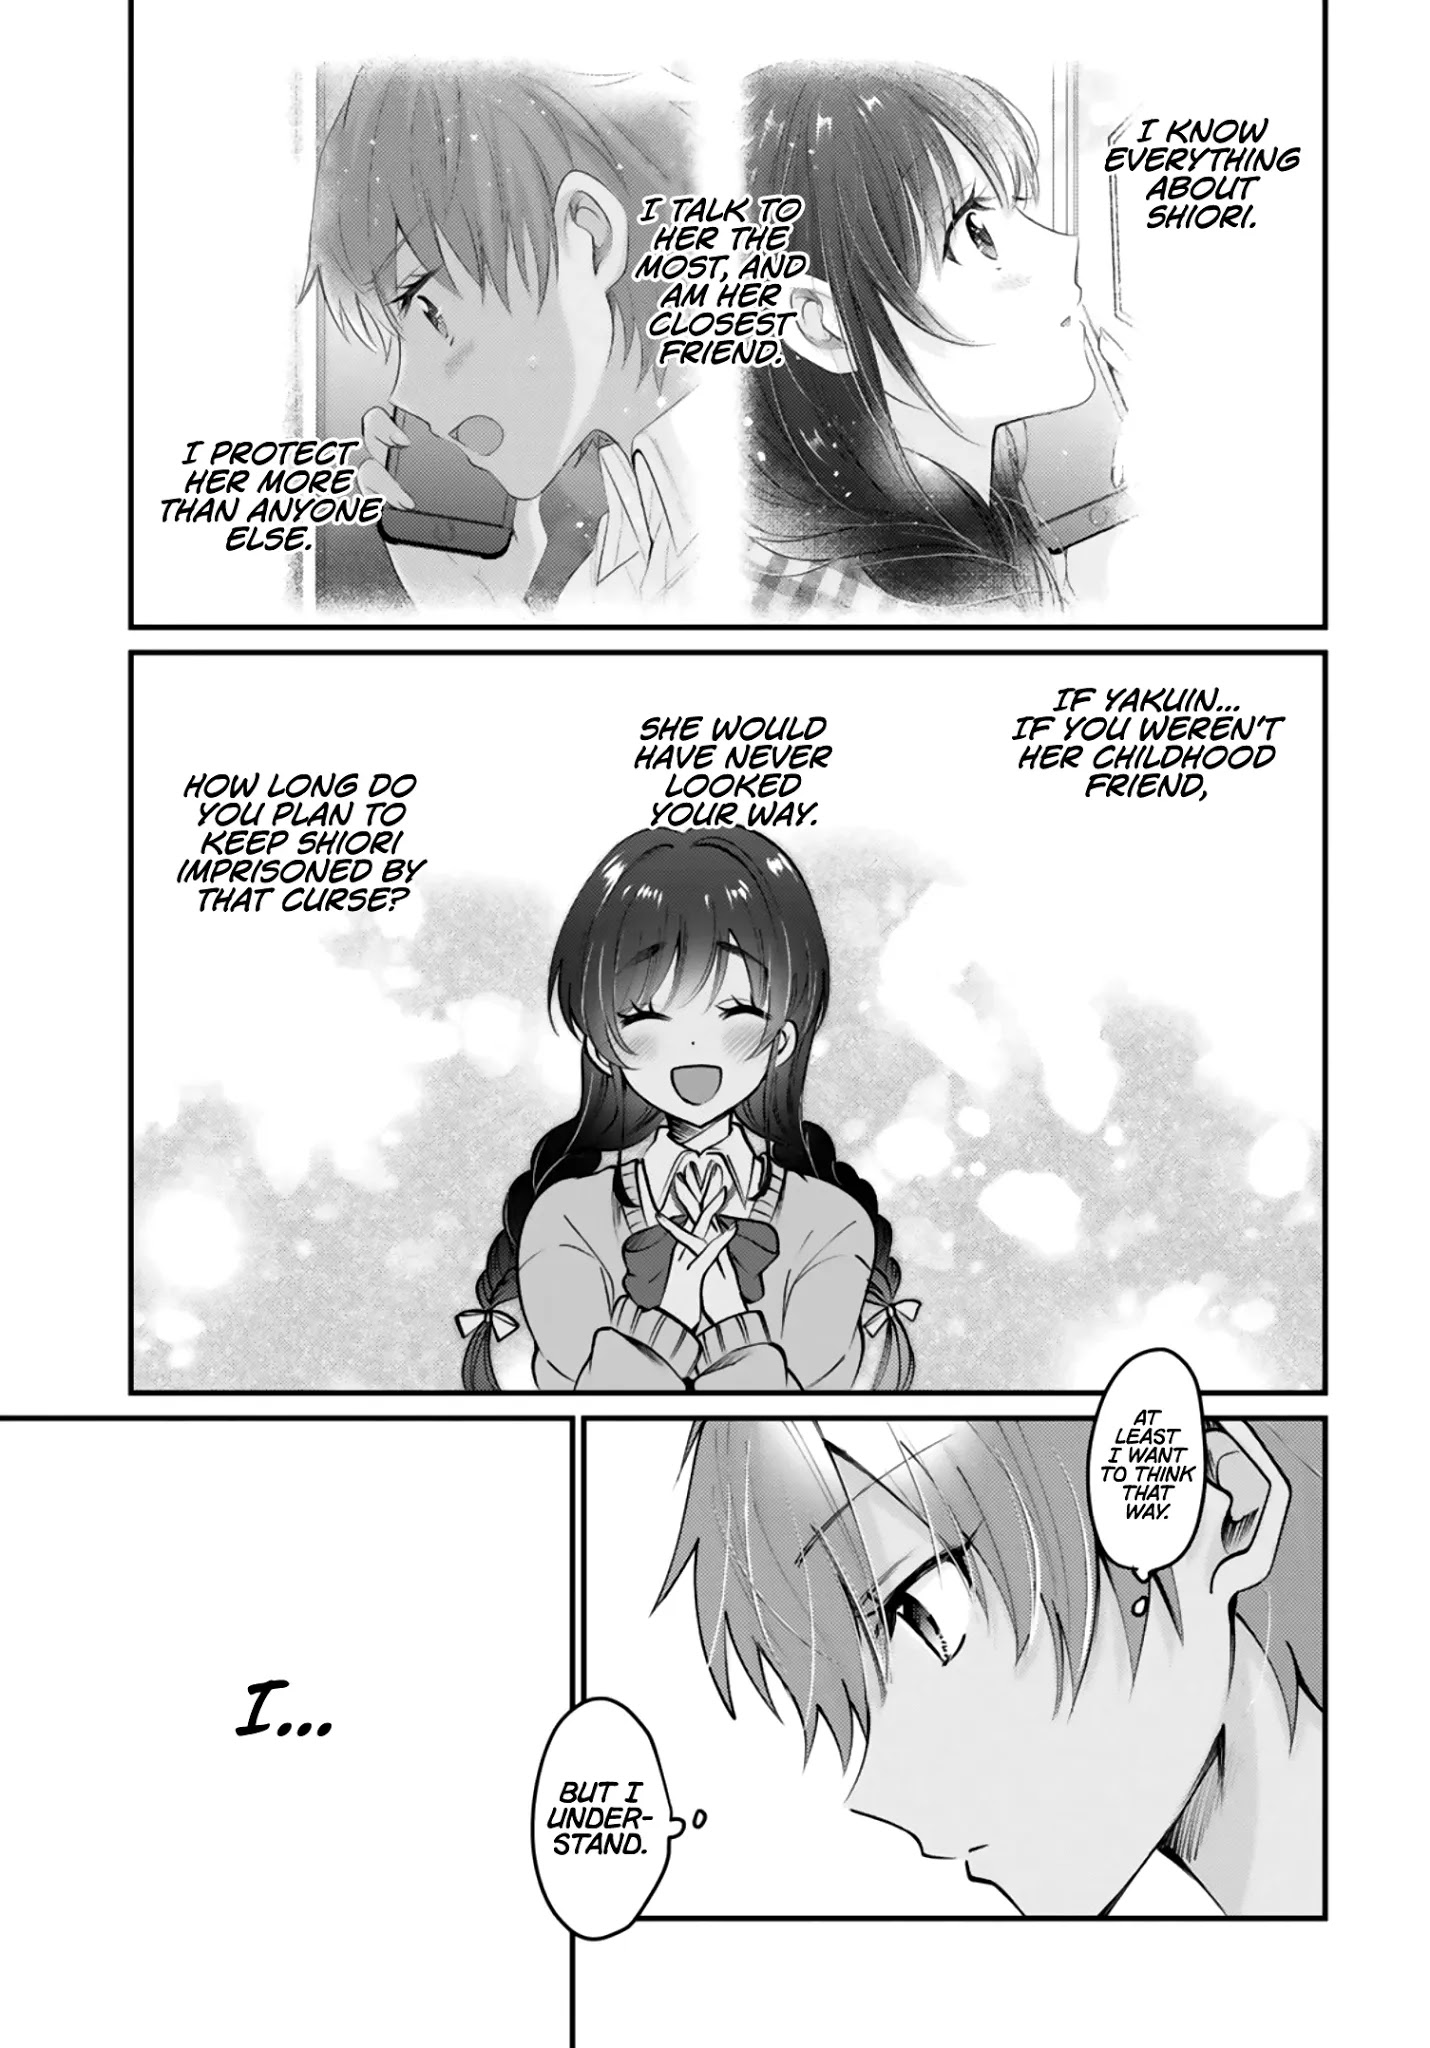 I KNOW
EVERYTHING
ABOUT
SHIORI.
I TALK TO
HER THE
MOST, AND
AM HER
CLOSEST
FRIEND.
I PROTECT
HER MORE
THAN ANYONE
ELSE.
IF YAKUIN...
IF YOU WEREN'T
HER CHILDHOOD
FRIEND,
SHE WOULD
HAVE NEVER
LOOKED
YOUR WAY.
HOW LONG DO
YOU PLAN TO
KEEP SHIORI
IMPRISONED BY
THAT CURSE?
AT
LEAST
I WANT
TO THINK
THAT
WAY.
BUT I
UNDER-
STAND.
I...